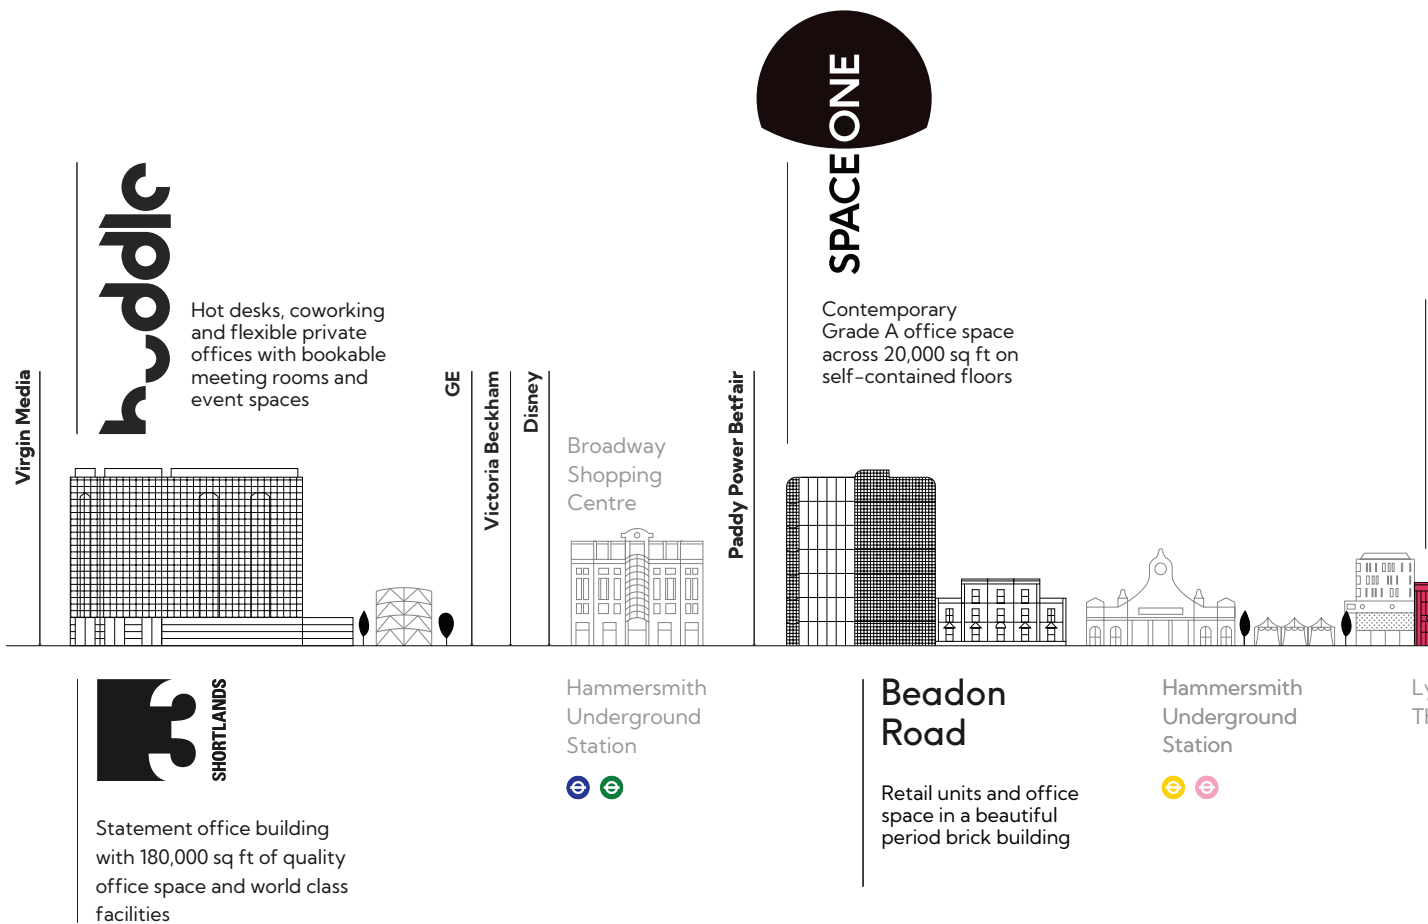 SPACE ONE
huddle
Hot desks, coworking
and flexible private
offices with bookable
meeting rooms and
event spaces
Contemporary
Grade A office space
across 20,000 sq ft on
self-contained floors
Virgin Media
GE
Victoria Beckham
Disney
Broadway
Shopping
Centre
Paddy Power Betfair
3
SHORTLANDS
Statement office building
with 180,000 sq ft of quality
office space and world class
facilities
Hammersmith
Underground
Station
Beadon
Road
Retail units and office
space in a beautiful
period brick building
Hammersmith
Underground
Station
Ly
Th